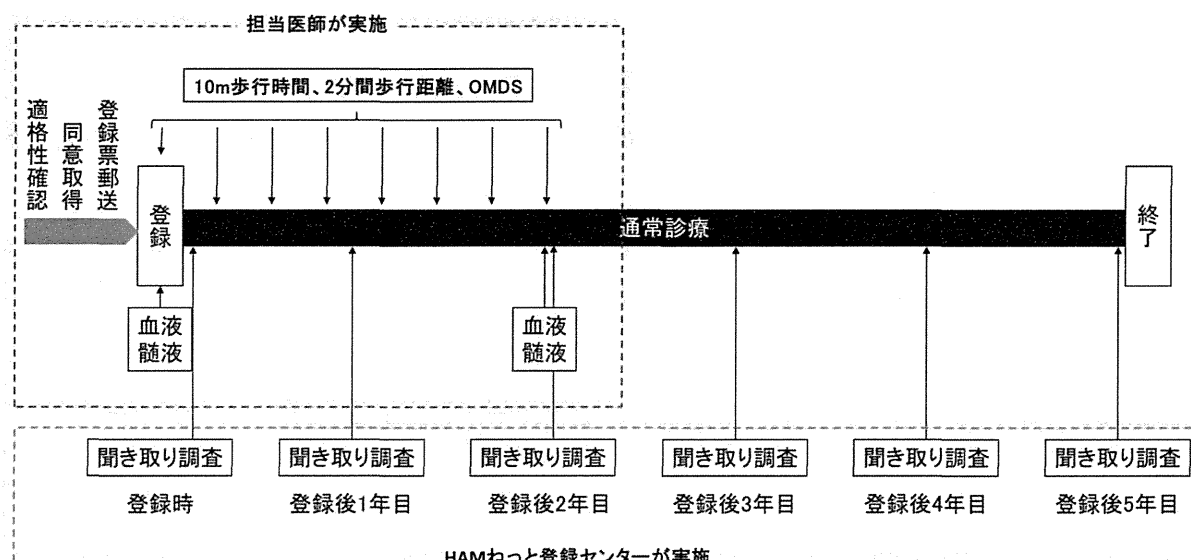 担当医師が実施
10m歩行時間、2分間歩行距離、OMDS
適格性確認
同意取得
登録票郵送
登録
通常診療
終了
血液
髄液
血液
髄液
聞き取り調査
聞き取り調査
聞き取り調査
聞き取り調査
聞き取り調査
聞き取り調査
登録時
登録後1年目
登録後2年目
登録後3年目
登録後4年目
登録後5年目
HAMねっと登録センターが実施